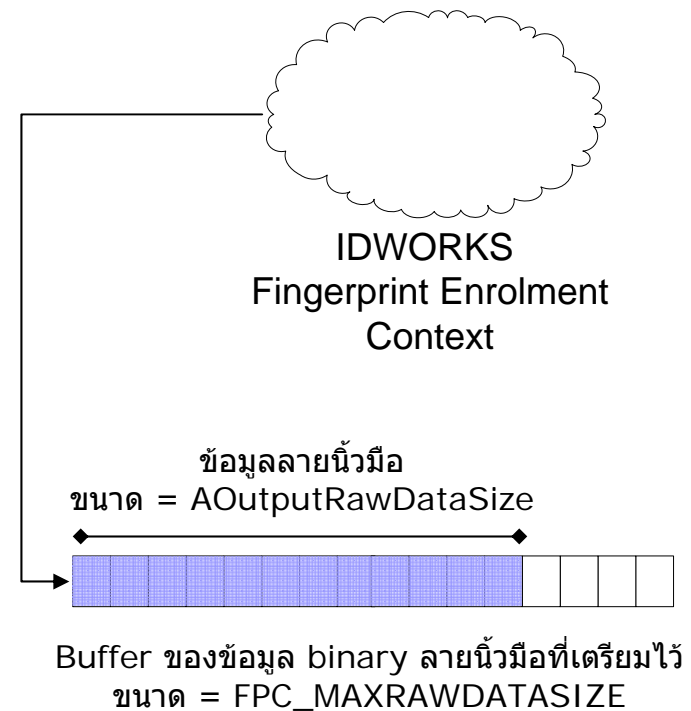 IDWORKS
Fingerprint Enrolment
Context
ข้อมูลลายนิ้วมือ
ขนาด = AOutputRawDataSize
Buffer ของข้อมูล binary ลายนิ้วมือที่เตรียมไว้
ขนาด = FPC_MAXRAWDATASIZE